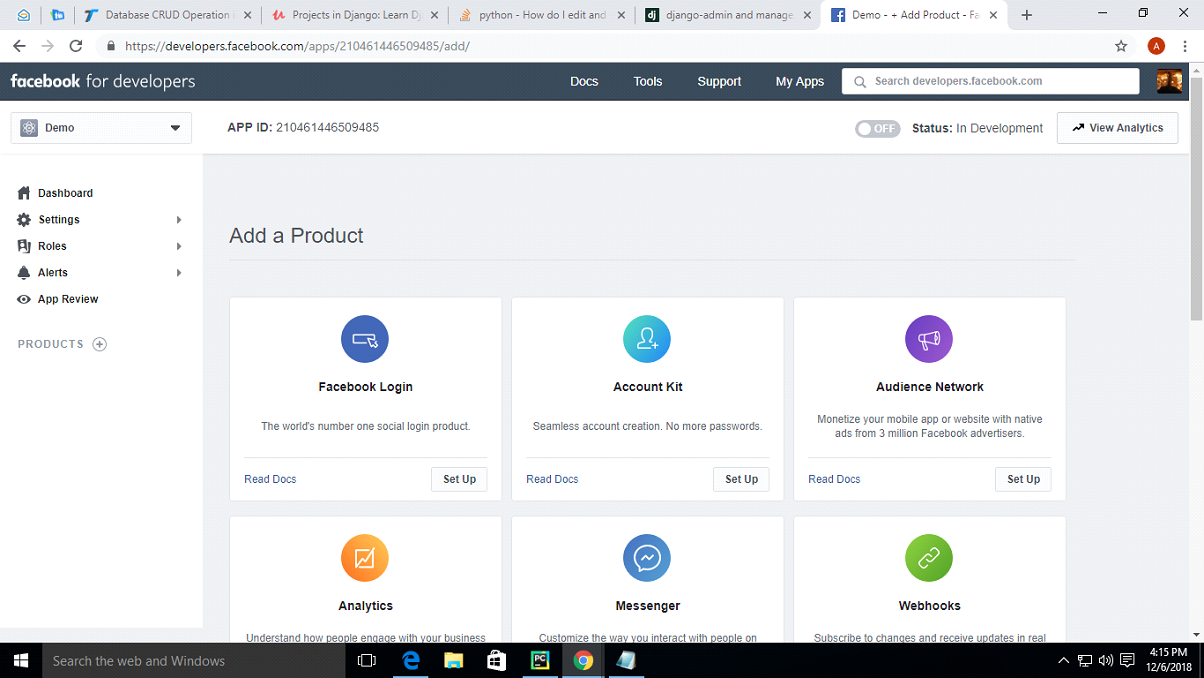 Database CRUD Operation i
Projects in Django: Learn Dj
python - How do I edit and
django-admin and manage.
Demo - + Add Product - Fa
https://developers.facebook.com/apps/210461446509485/add/
A
facebook for developers
Docs
Tools
Support
My Apps
Search developers.facebook.com
Demo
APP ID: 210461446509485
OFF
Status: In Development
View Analytics
Dashboard
Settings
Roles
Alerts
App Review
PRODUCTS
Add a Product
Facebook Login
The world's number one social login product.
Read Docs
Set Up
Account Kit
Seamless account creation. No more passwords.
Read Docs
Set Up
Audience Network
Monetize your mobile app or website with native
ads from 3 million Facebook advertisers.
Read Docs
Set Up
Analytics
Understand how people engage with your business
Messenger
Customize the way you interact with people on
Webhooks
Subscribe to changes and receive updates in real
Search the web and Windows
4:15 PM
12/6/2018